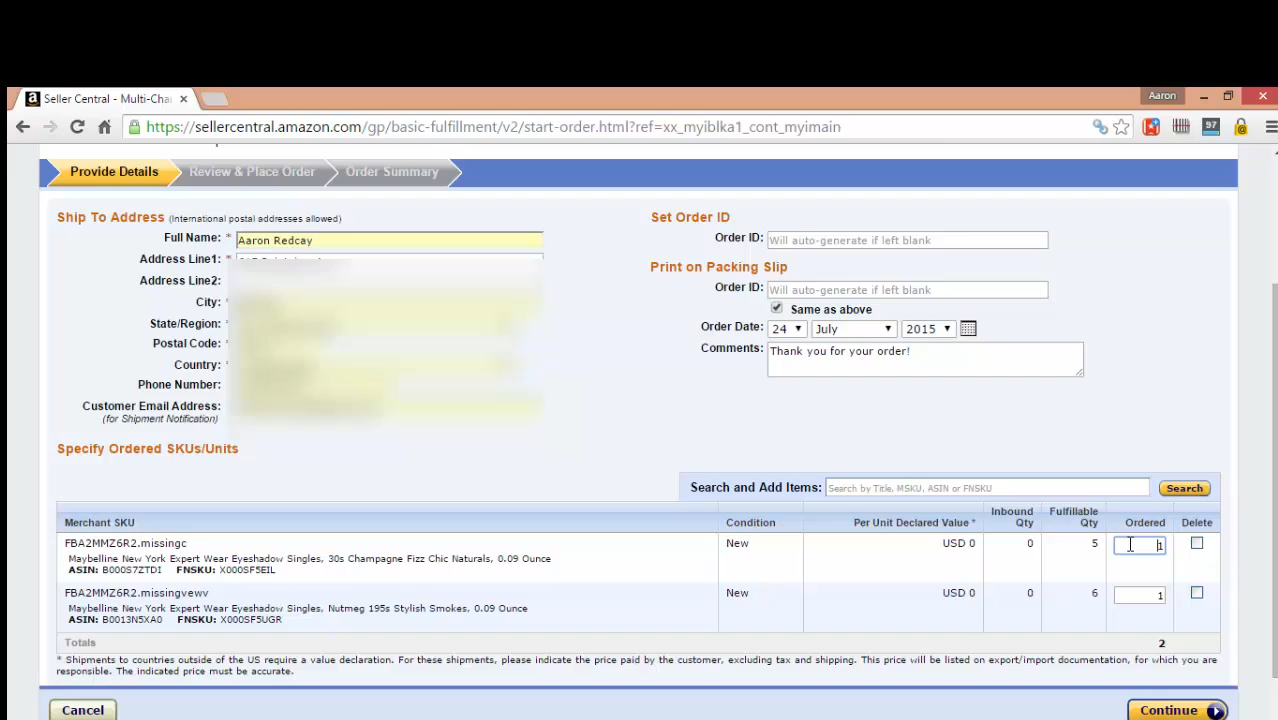 Seller Central - Multi-Cha
Aaron
https://sellercentral.amazon.com/gp/basic-fulfillment/v2/start-order.html?ref=xx_myiblka1_cont_myimain
97
Provide Details
Review & Place Order
Order Summary
Ship To Address (International postal addresses allowed)
Full Name: * Aaron Redcay
Address Line1: *
Address Line2:
City: *
State/Region: *
Postal Code: *
Country: *
Phone Number:
Customer Email Address:
(for Shipment Notification)
Set Order ID
Order ID: Will auto-generate if left blank
Print on Packing Slip
Order ID: Will auto-generate if left blank
Same as above
Order Date: 24 July 2015
Comments: Thank you for your order!
Specify Ordered SKUs/Units
Search and Add Items: Search by Title, MSKU, ASIN or FNSKU Search
Merchant SKU Condition Per Unit Declared Value * Inbound Qty Fulfillable Qty Ordered Delete
FBA2MMZ6R2.missingc New USD 0 0 5 1
Maybelline New York Expert Wear Eyeshadow Singles, 30s Champagne Fizz Chic Naturals, 0.09 Ounce
ASIN: B000S7ZTDI FNSKU: X000SF5EIL
FBA2MMZ6R2.missingvewv New USD 0 0 6 1
Maybelline New York Expert Wear Eyeshadow Singles, Nutmeg 195s Stylish Smokes, 0.09 Ounce
ASIN: B0013N5XA0 FNSKU: X000SF5UGR
Totals 2
* Shipments to countries outside of the US require a value declaration. For these shipments, please indicate the price paid by the customer, excluding tax and shipping. This price will be listed on export/import documentation, for which you are
responsible. The indicated price must be accurate.
Cancel
Continue